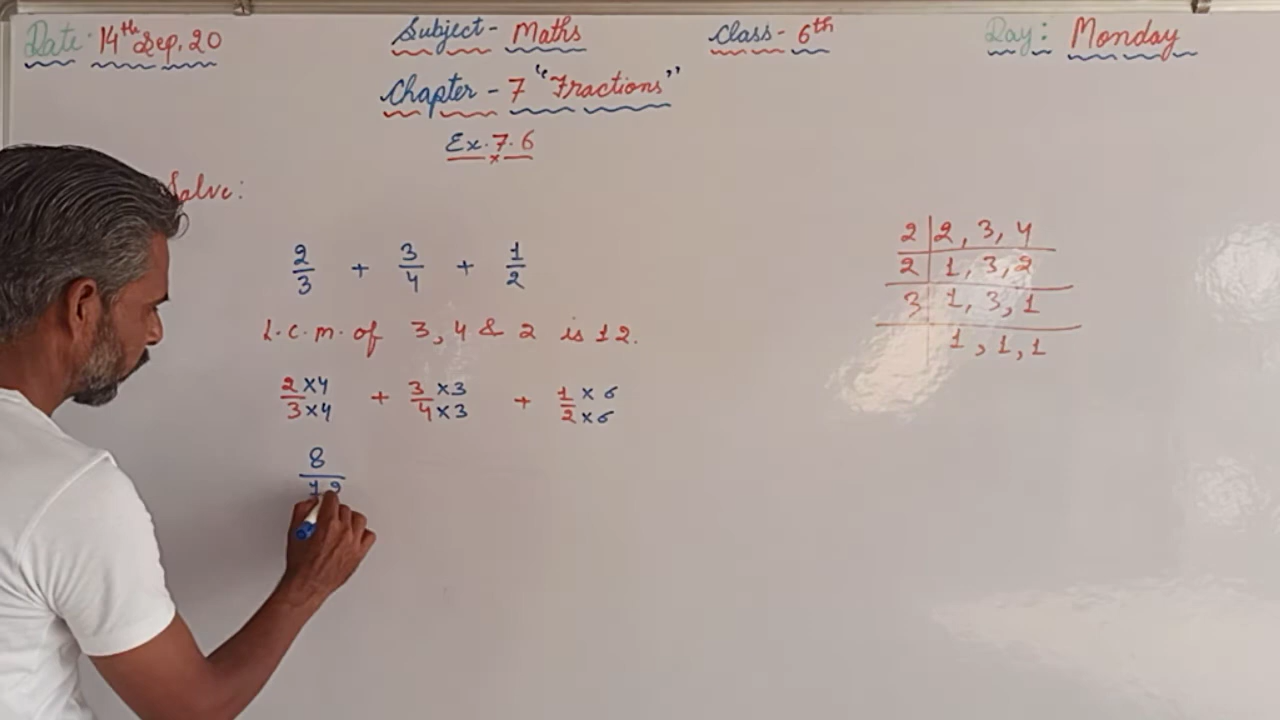 Date: 14th Sep, 20 Subject- Maths Class- 6th Day: Monday
Chapter - 7 "Fractions"
Ex. 7.6
Solve:
2/3 + 3/4 + 1/2
L.C.M. of 3, 4 & 2 is 12.
2×4/3×4 + 3×3/4×3 + 1×6/2×6
8/12
2 | 2, 3, 4
2 | 1, 3, 2
3 | 1, 3, 1
1, 1, 1